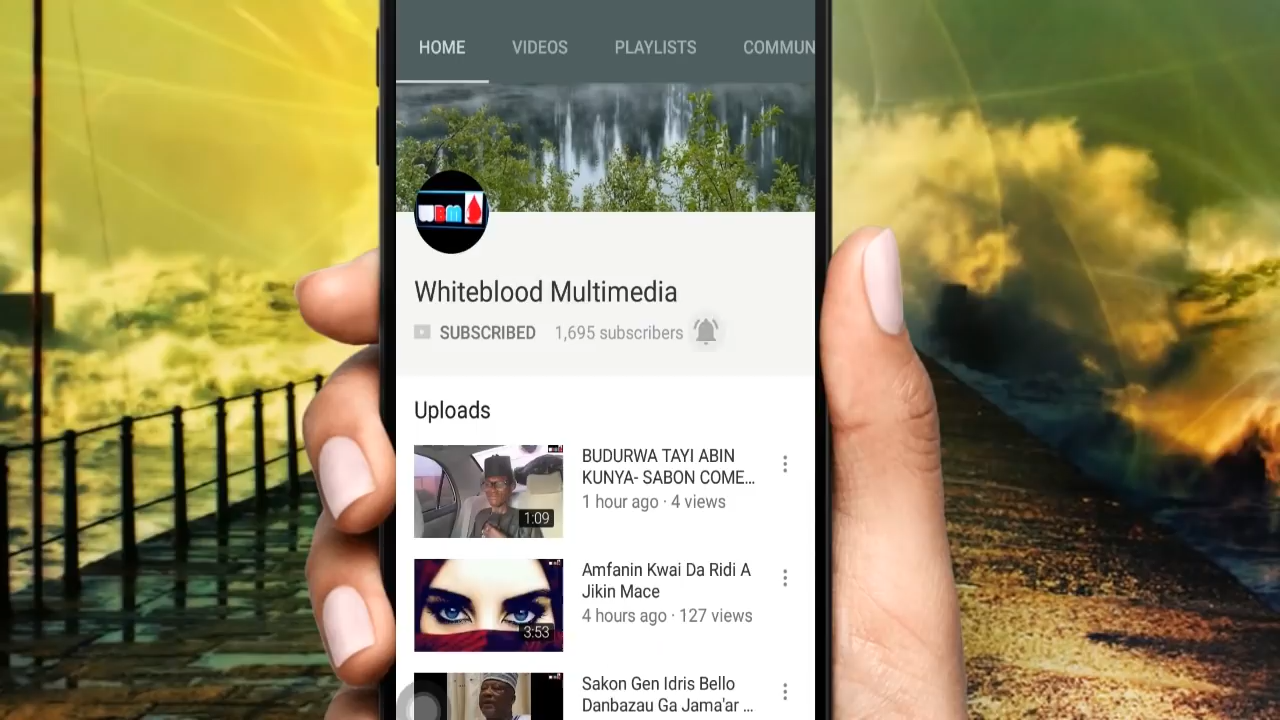 HOME VIDEOS PLAYLISTS COMMUN
WBM
Whiteblood Multimedia
SUBSCRIBED 1,695 subscribers
Uploads
BUDURWA TAYI ABIN
KUNYA- SABON COME...
1 hour ago · 4 views
1:09
Amfanin Kwai Da Ridi A
Jikin Mace
4 hours ago · 127 views
3:53
Sakon Gen Idris Bello
Danbazau Ga Jama'ar ...